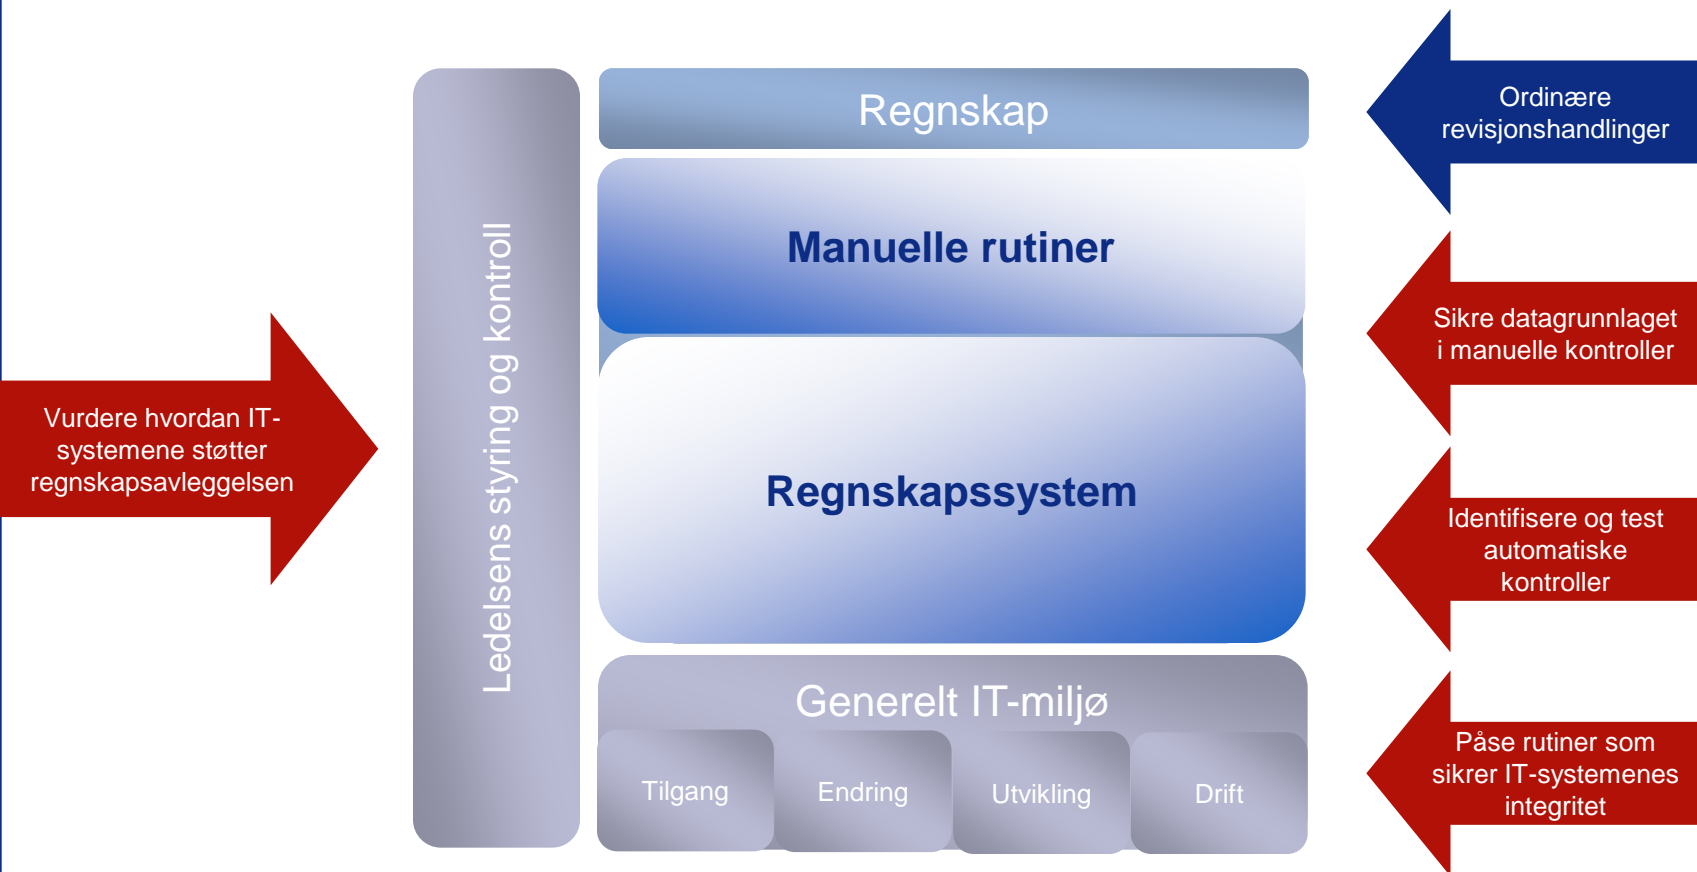 Regnskap
Ordinære
revisjonshandlinger
Manuelle rutiner
Ledelsens styring og kontroll
Sikre datagrunnlaget
i manuelle kontroller
Vurdere hvordan IT-
systemene støtter
regnskapsavleggelsen
Regnskapssystem
Identifisere og test
automatiske
kontroller
Generelt IT-miljø
Tilgang
Endring
Utvikling
Drift
Påse rutiner som
sikrer IT-systemenes
integritet